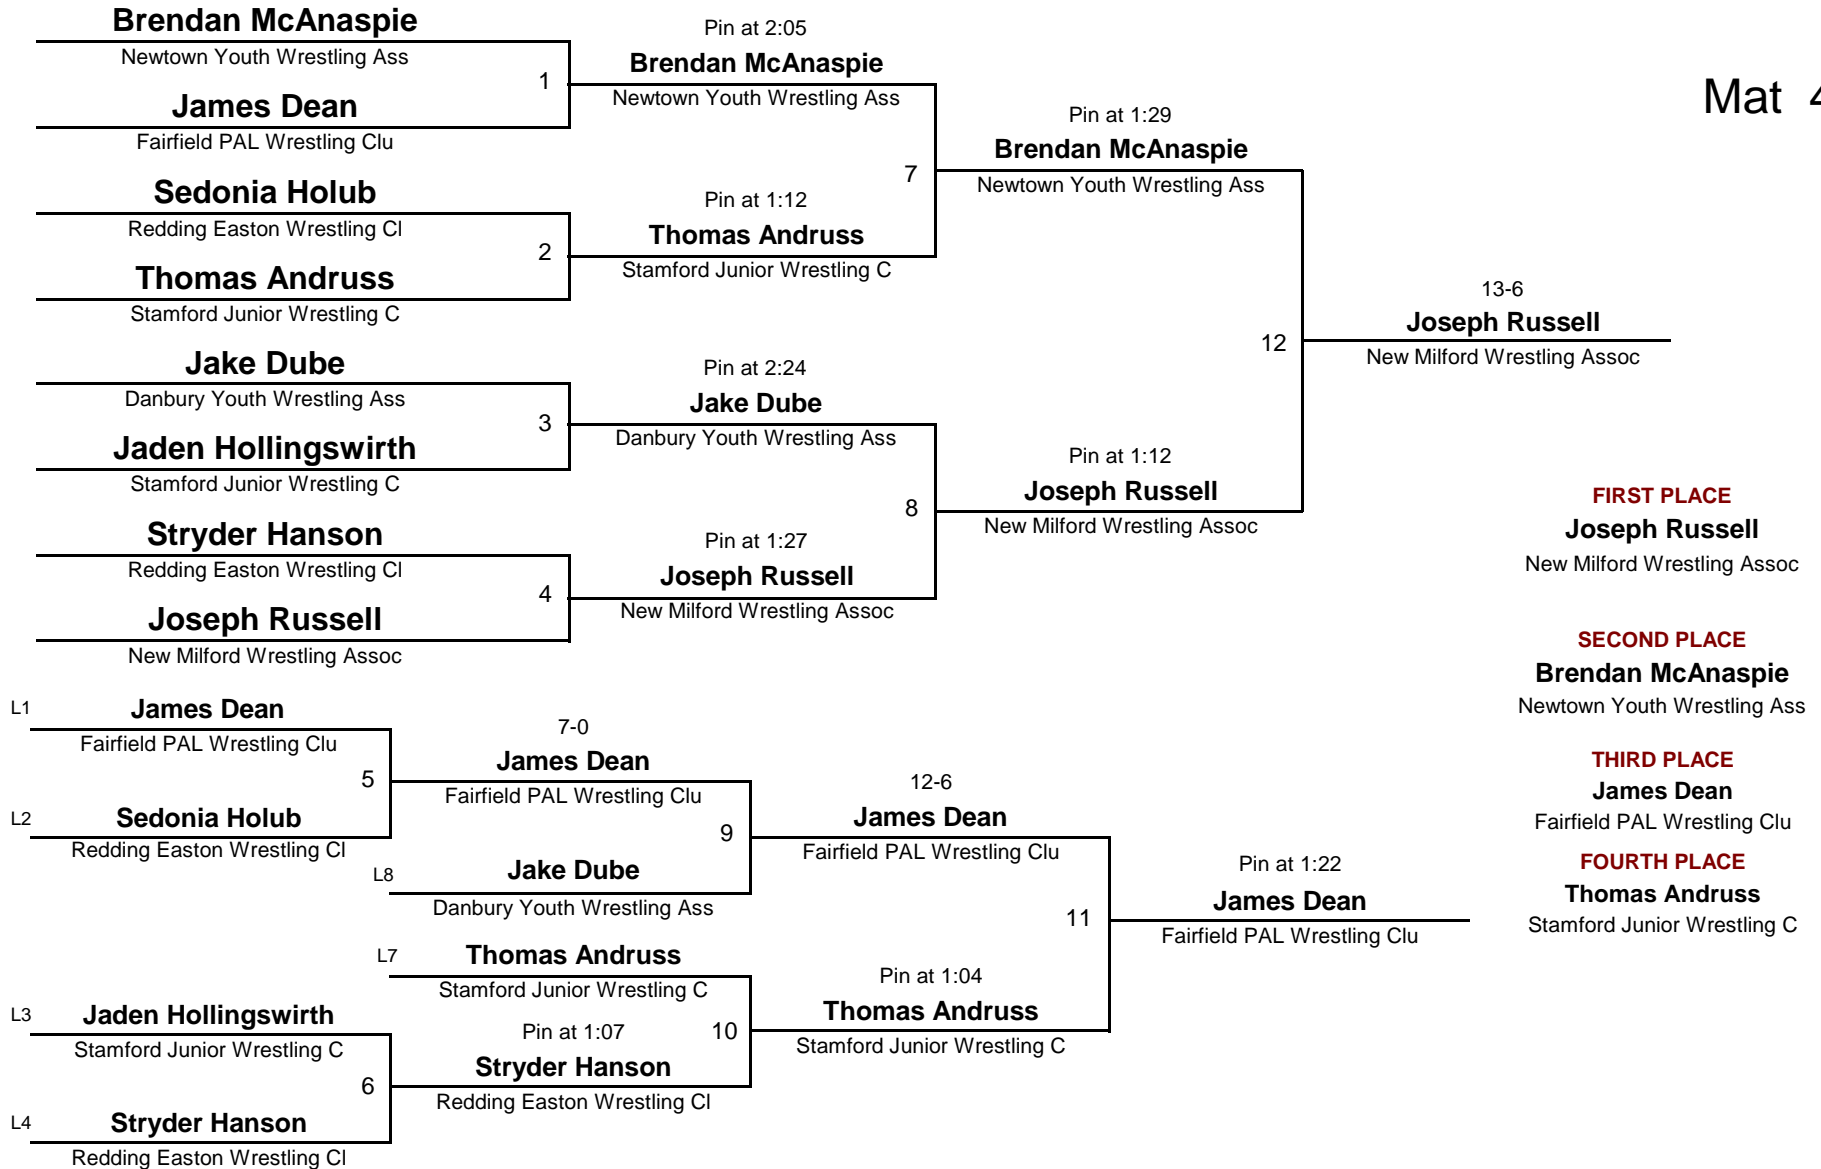 Brendan McAnaspie
Newtown Youth Wrestling Ass
1
James Dean
Fairfield PAL Wrestling Clu
Sedonia Holub
Redding Easton Wrestling Cl
2
Thomas Andruss
Stamford Junior Wrestling C
Jake Dube
Danbury Youth Wrestling Ass
3
Jaden Hollingswirth
Stamford Junior Wrestling C
Stryder Hanson
Redding Easton Wrestling Cl
4
Joseph Russell
New Milford Wrestling Assoc
Pin at 2:05
Brendan McAnaspie
Newtown Youth Wrestling Ass
7
Pin at 1:12
Thomas Andruss
Stamford Junior Wrestling C
Pin at 2:24
Jake Dube
Danbury Youth Wrestling Ass
8
Pin at 1:27
Joseph Russell
New Milford Wrestling Assoc
Pin at 1:29
Brendan McAnaspie
Newtown Youth Wrestling Ass
12
Pin at 1:12
Joseph Russell
New Milford Wrestling Assoc
13-6
Joseph Russell
New Milford Wrestling Assoc
Mat 4
FIRST PLACE
Joseph Russell
New Milford Wrestling Assoc
SECOND PLACE
Brendan McAnaspie
Newtown Youth Wrestling Ass
THIRD PLACE
James Dean
Fairfield PAL Wrestling Clu
FOURTH PLACE
Thomas Andruss
Stamford Junior Wrestling C
L1
James Dean
Fairfield PAL Wrestling Clu
5
L2
Sedonia Holub
Redding Easton Wrestling Cl
L3
Jaden Hollingswirth
Stamford Junior Wrestling C
6
L4
Stryder Hanson
Redding Easton Wrestling Cl
7-0
James Dean
Fairfield PAL Wrestling Clu
9
L8
Jake Dube
Danbury Youth Wrestling Ass
L7
Thomas Andruss
Stamford Junior Wrestling C
10
Pin at 1:07
Stryder Hanson
Redding Easton Wrestling Cl
12-6
James Dean
Fairfield PAL Wrestling Clu
11
Pin at 1:04
Thomas Andruss
Stamford Junior Wrestling C
Pin at 1:22
James Dean
Fairfield PAL Wrestling Clu